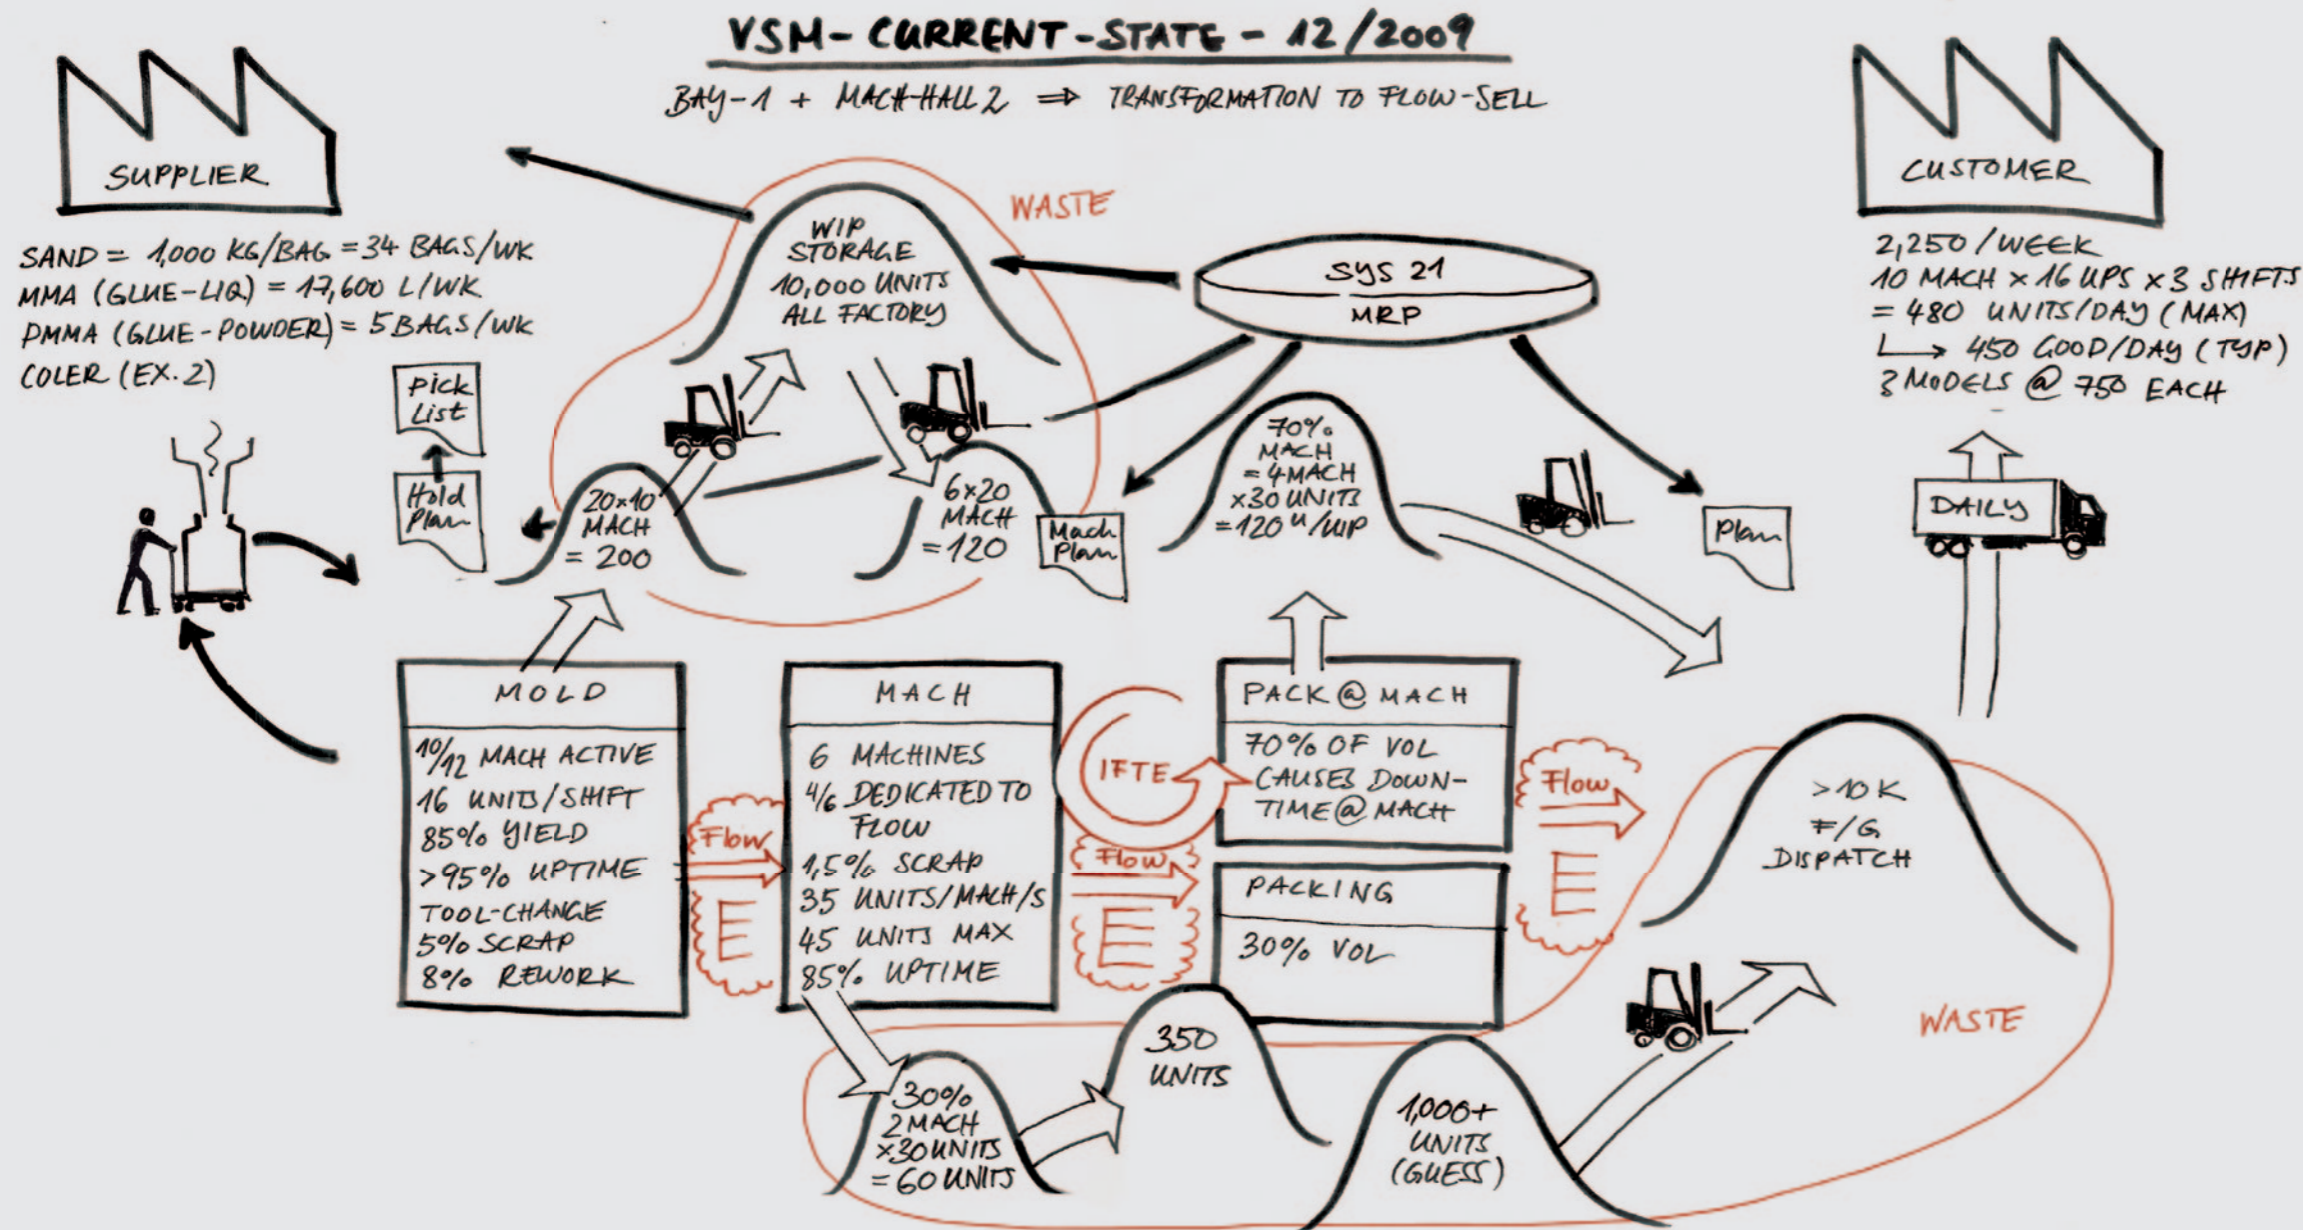 VSM-CURRENT-STATE - 12/2009
BAY-1 + MACH-HALL 2 ⇒ TRANSFORMATION TO FLOW-SELL
SUPPLIER
SAND = 1,000 KG/BAG = 34 BAGS/WK
MMA (GLUE-LIQ) = 17,600 L/WK
PMMA (GLUE-POWDER) = 5 BAGS/WK
COLER (EX. 2)
Pick
List
Hold
Plan
WASTE
WIP
STORAGE
10,000 UNITS
ALL FACTORY
20x10
MACH
= 200
6x20
MACH
= 120
SYS 21
MRP
Mach
Plan
70%
MACH
= 4 MACH
x30 UNITS
= 120 U/WIP
Plan
CUSTOMER
2,250 / WEEK
10 MACH x 16 UPS x 3 SHIFTS
= 480 UNITS/DAY (MAX)
↳ 450 GOOD/DAY (TYP)
3 MODELS @ 750 EACH
DAILY
MOLD
10/12 MACH ACTIVE
16 UNITS/SHIFT
85% YIELD
>95% UPTIME
TOOL-CHANGE
5% SCRAP
8% REWORK
Flow
E
MACH
6 MACHINES
4/6 DEDICATED TO
FLOW
1,5% SCRAP
35 UNITS/MACH/S
45 UNITS MAX
85% UPTIME
1FTE
Flow
E
PACK @ MACH
70% OF VOL
CAUSES DOWN-
TIME @ MACH
PACKING
30% VOL
Flow
E
>10K
F/G
DISPATCH
WASTE
30%
2 MACH
x30 UNITS
= 60 UNITS
350
UNITS
1,000+
UNITS
(GUESS)